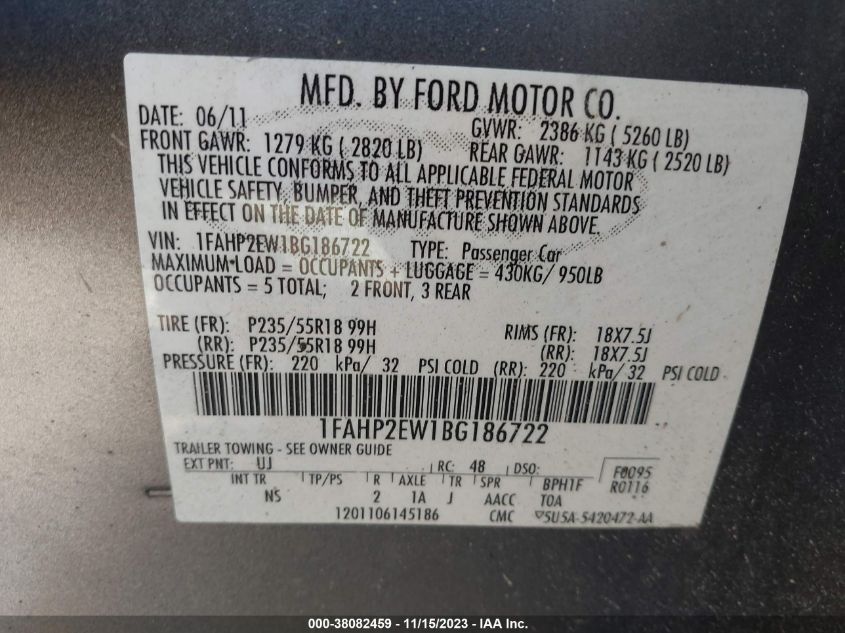 MFD. BY FORD MOTOR CO.
DATE: 06/11 GVWR: 2386 KG ( 5260 LB)
FRONT GAWR: 1279 KG ( 2820 LB) REAR GAWR: 1143 KG ( 2520 LB)
THIS VEHICLE CONFORMS TO ALL APPLICABLE FEDERAL MOTOR
VEHICLE SAFETY, BUMPER, AND THEFT PREVENTION STANDARDS
IN EFFECT ON THE DATE OF MANUFACTURE SHOWN ABOVE.
VIN: 1FAHP2EW1BG186722 TYPE: Passenger Car
MAXIMUM LOAD = OCCUPANTS + LUGGAGE = 430KG/ 950LB
OCCUPANTS = 5 TOTAL; 2 FRONT, 3 REAR
TIRE (FR): P235/55R18 99H RIMS (FR): 18X7.5J
(RR): P235/55R18 99H (RR): 18X7.5J
PRESSURE (FR): 220 kPa/ 32 PSI COLD (RR): 220 kPa/ 32 PSI COLD
1FAHP2EW1BG186722
TRAILER TOWING - SEE OWNER GUIDE
EXT PNT: UJ RC: 48 DSO: F0095
INT TR TP/PS R AXLE TR SPR BPH1F R0116
NS 2 1A J AACC TOA
1201106145186 CMC 5U5A-5420472-AA
000-38082459 - 11/15/2023 - IAA Inc.